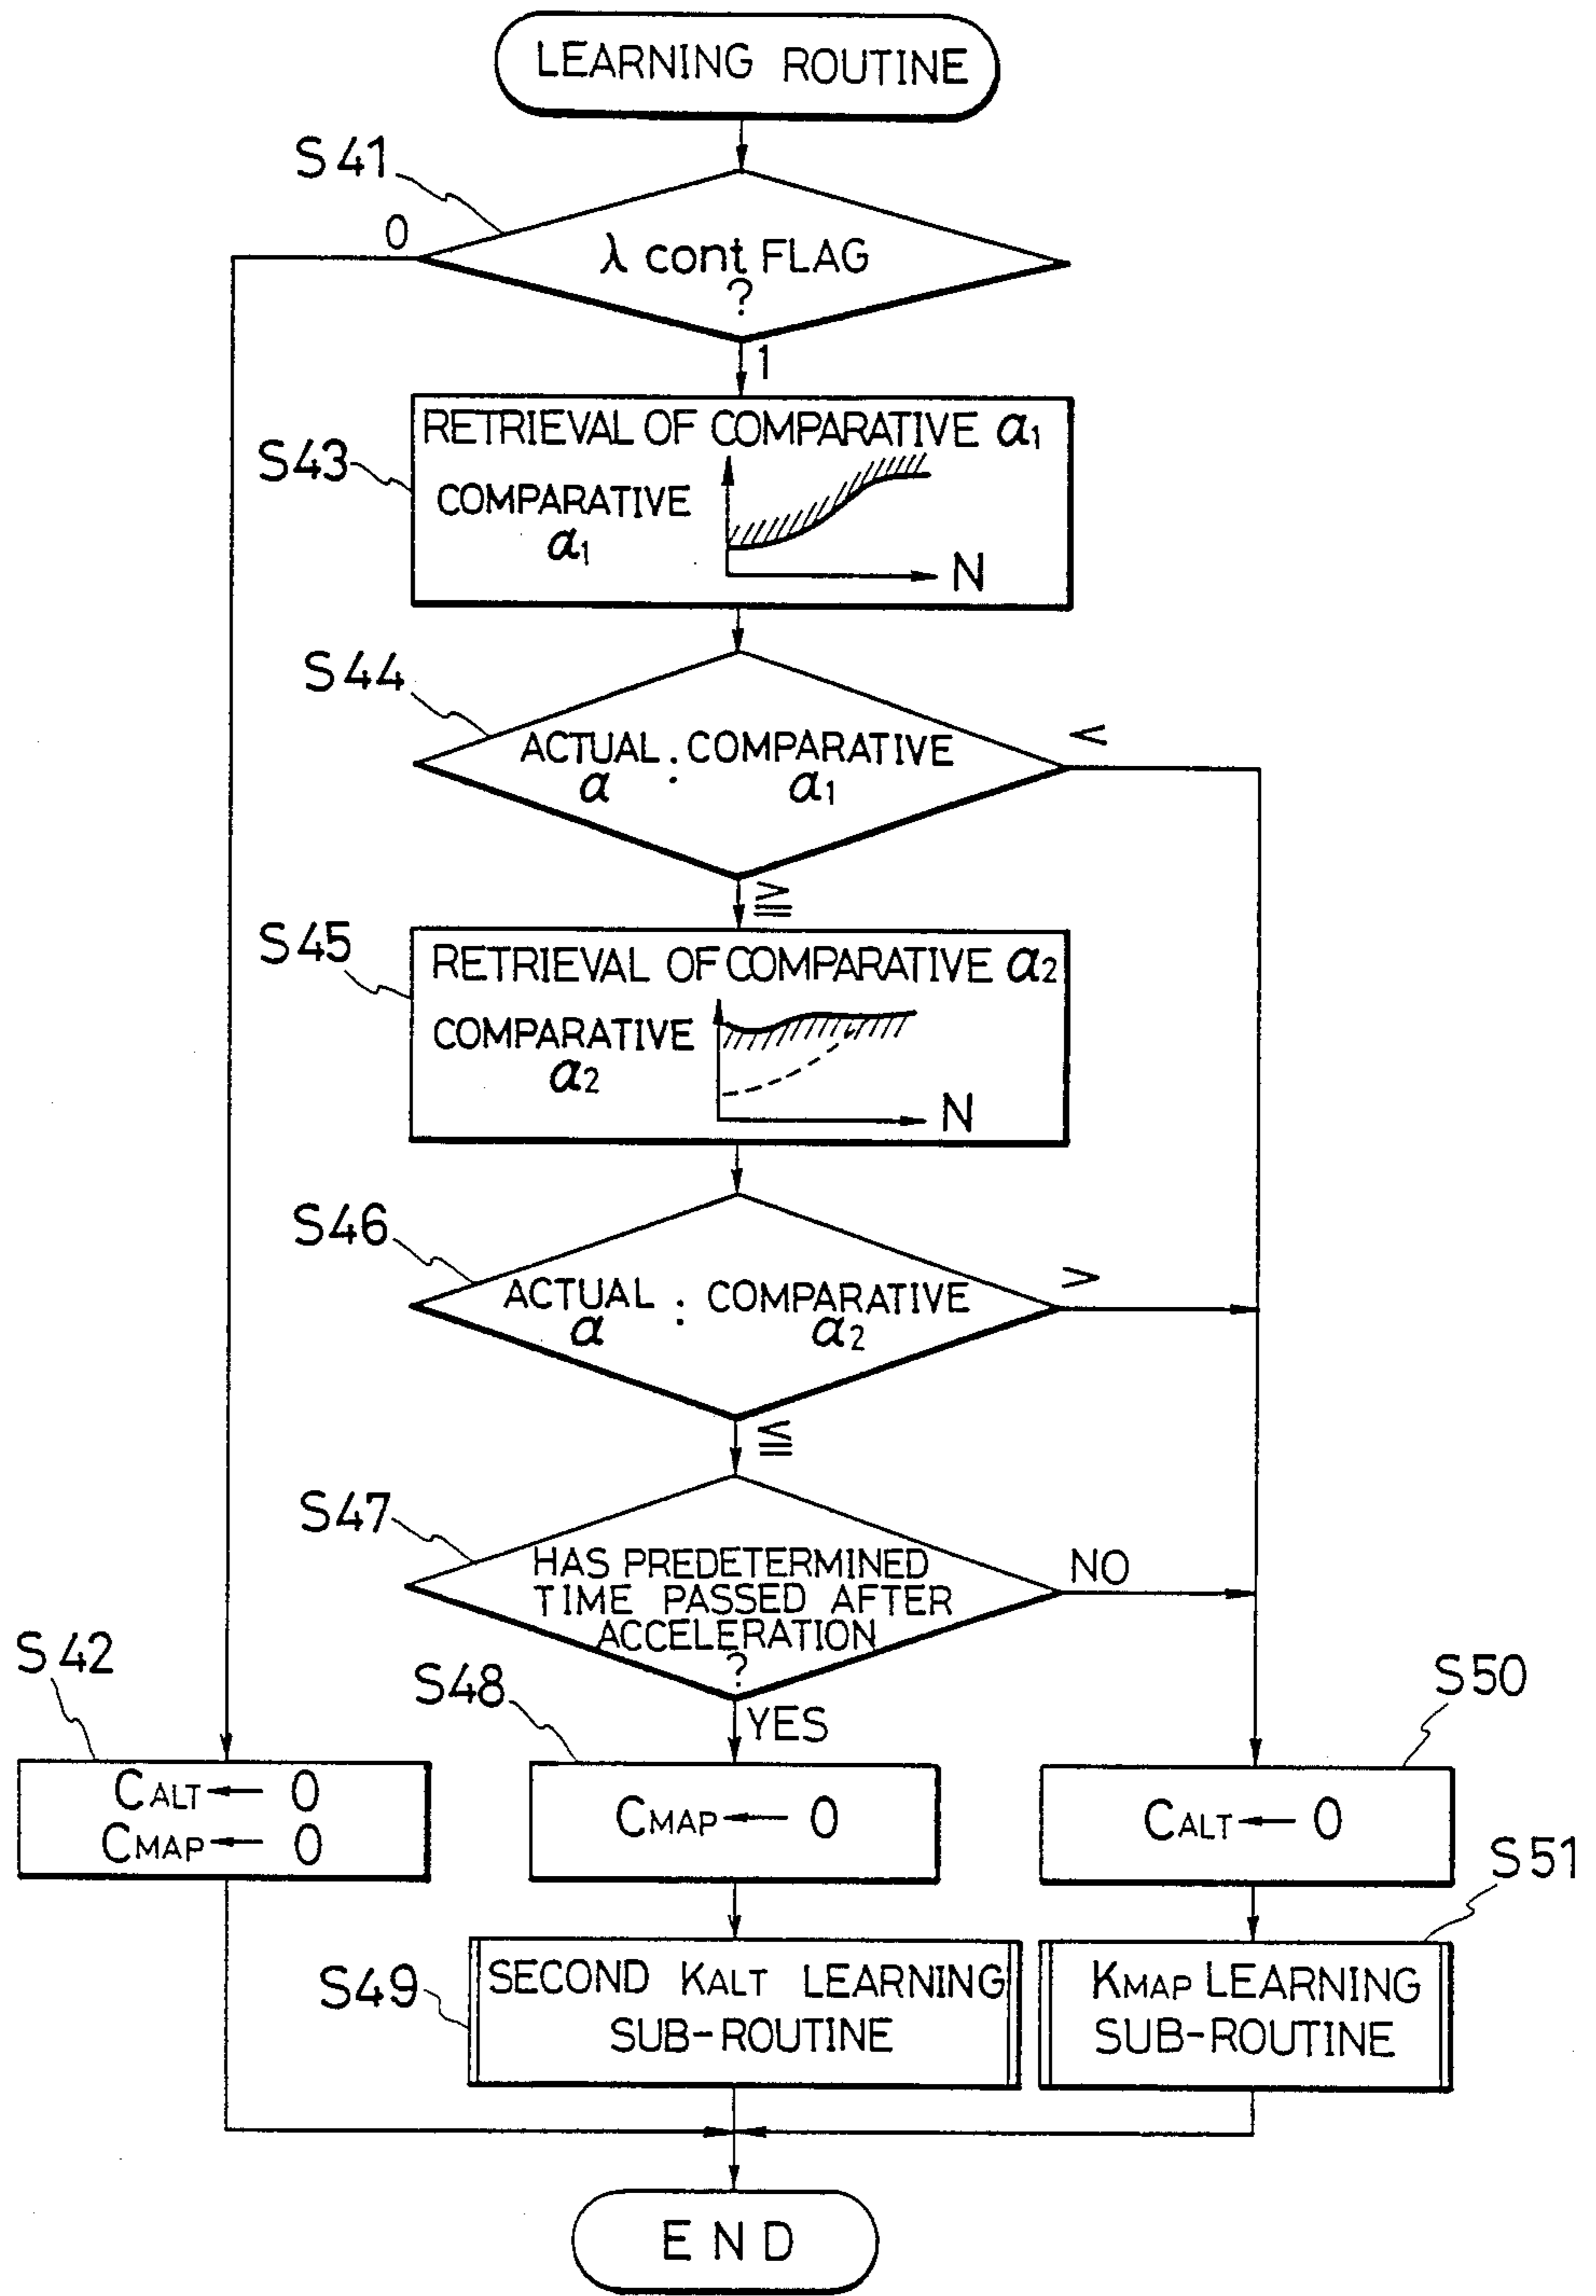 LEARNING ROUTINE
S41
0
λ cont FLAG
?
1
RETRIEVAL OF COMPARATIVE α1
S43
COMPARATIVE
α1
N
S44
<
ACTUAL : COMPARATIVE
α α1
≧
S45
RETRIEVAL OF COMPARATIVE α2
COMPARATIVE
α2
N
S46
>
ACTUAL : COMPARATIVE
α α2
≦
S47
HAS PREDETERMINED
TIME PASSED AFTER
ACCELERATION
?
NO
YES
S42
CALT ← 0
CMAP ← 0
S48
CMAP ← 0
S50
CALT ← 0
S49
SECOND KALT LEARNING
SUB-ROUTINE
S51
KMAP LEARNING
SUB-ROUTINE
END